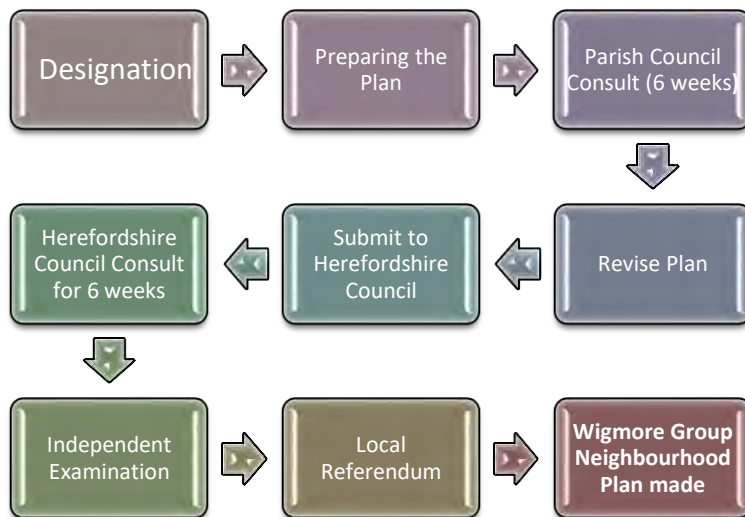 Designation
Preparing the
Plan
Parish Council
Consult (6 weeks)
Revise Plan
Submit to
Herefordshire
Council
Herefordshire
Council Consult
for 6 weeks
Independent
Examination
Local
Referendum
Wigmore Group
Neighbourhood
Plan made